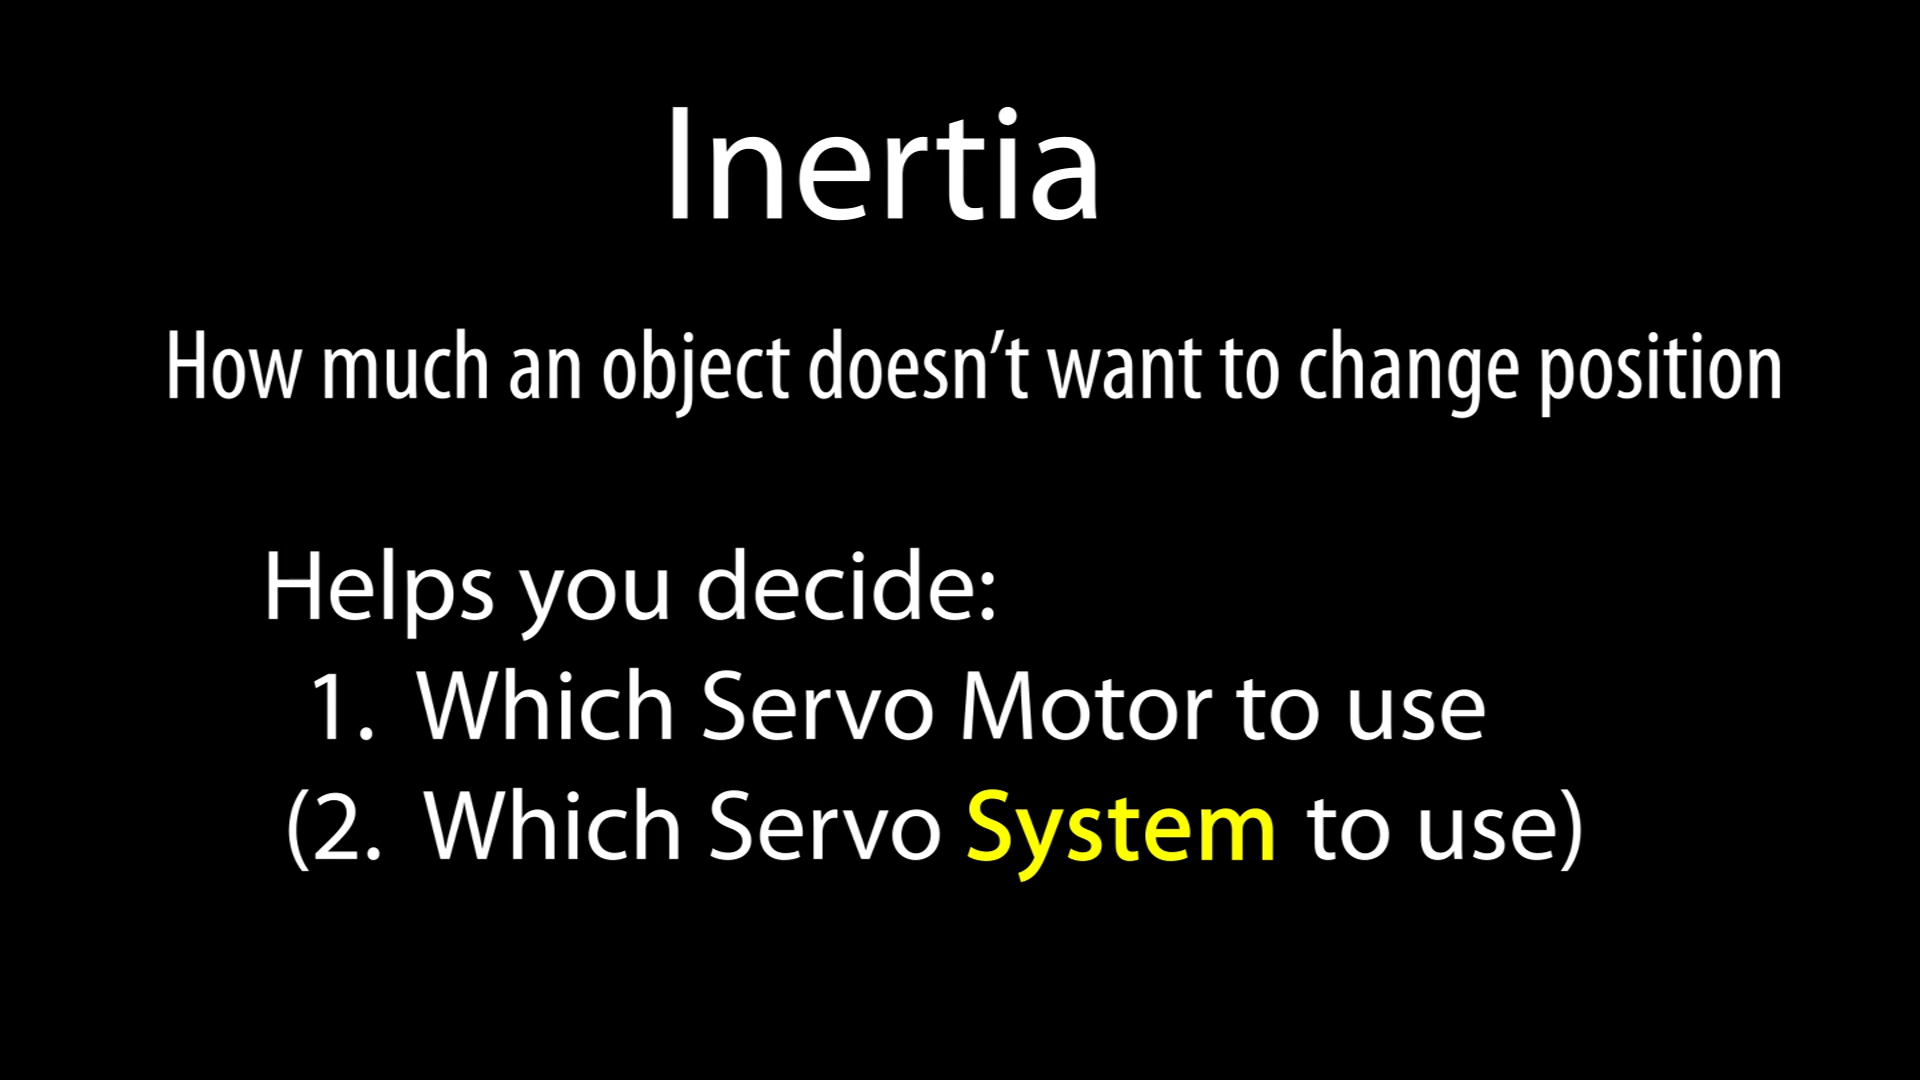 Inertia
How much an object doesn’t want to change position
Helps you decide:
1. Which Servo Motor to use
(2. Which Servo System to use)